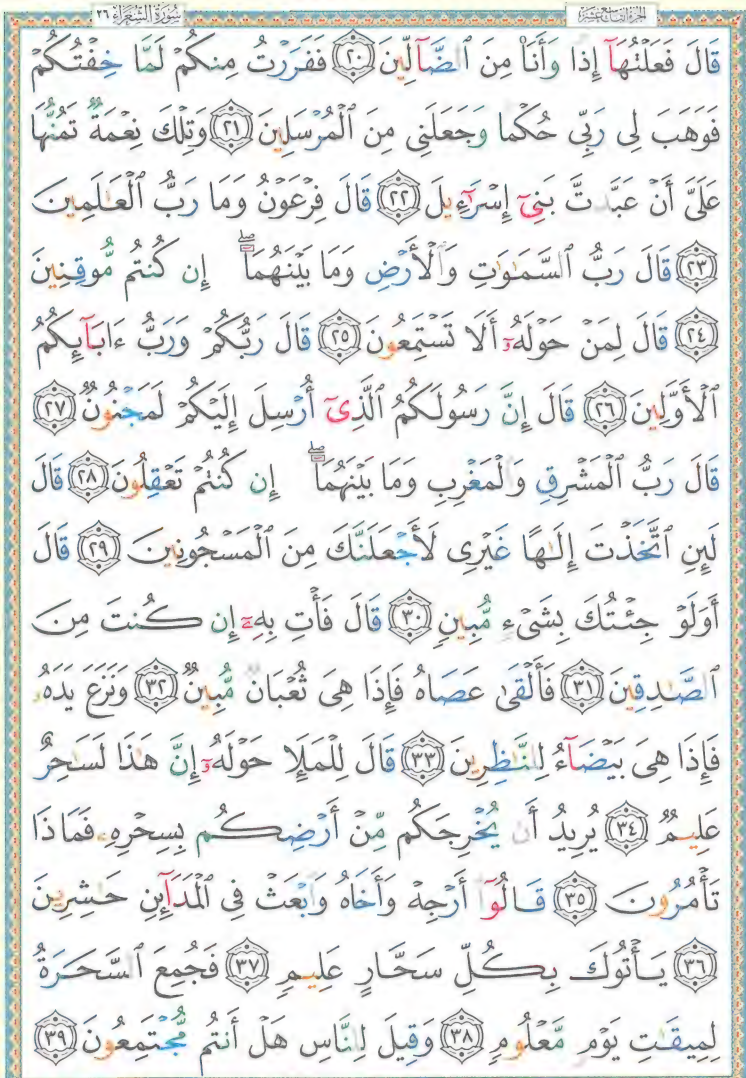 سُورَةُ الشُّعَرَاءِ ٢٦
الجزء التاسع عشر
قَالَ فَعَلْتُهَآ إِذًا وَأَنَا۠ مِنَ ٱلضَّآلِّينَ ٢٠ فَفَرَرْتُ مِنكُمْ لَمَّا خِفْتُكُمْ
فَوَهَبَ لِى رَبِّى حُكْمًا وَجَعَلَنِى مِنَ ٱلْمُرْسَلِينَ ٢١ وَتِلْكَ نِعْمَةٌ تَمُنُّهَا
عَلَىَّ أَنْ عَبَّدتَّ بَنِىٓ إِسْرَٰٓءِيلَ ٢٢ قَالَ فِرْعَوْنُ وَمَا رَبُّ ٱلْعَٰلَمِينَ
٢٣ قَالَ رَبُّ ٱلسَّمَٰوَٰتِ وَٱلْأَرْضِ وَمَا بَيْنَهُمَآ ۖ إِن كُنتُم مُّوقِنِينَ
٢٤ قَالَ لِمَنْ حَوْلَهُۥٓ أَلَا تَسْتَمِعُونَ ٢٥ قَالَ رَبُّكُمْ وَرَبُّ ءَابَآئِكُمُ
ٱلْأَوَّلِينَ ٢٦ قَالَ إِنَّ رَسُولَكُمُ ٱلَّذِىٓ أُرْسِلَ إِلَيْكُمْ لَمَجْنُونٌ ٢٧
قَالَ رَبُّ ٱلْمَشْرِقِ وَٱلْمَغْرِبِ وَمَا بَيْنَهُمَآ ۖ إِن كُنتُمْ تَعْقِلُونَ ٢٨ قَالَ
لَئِنِ ٱتَّخَذْتَ إِلَٰهًا غَيْرِى لَأَجْعَلَنَّكَ مِنَ ٱلْمَسْجُونِينَ ٢٩ قَالَ
أَوَلَوْ جِئْتُكَ بِشَىْءٍ مُّبِينٍ ٣٠ قَالَ فَأْتِ بِهِۦٓ إِن كُنتَ مِنَ
ٱلصَّٰدِقِينَ ٣١ فَأَلْقَىٰ عَصَاهُ فَإِذَا هِىَ ثُعْبَانٌ مُّبِينٌ ٣٢ وَنَزَعَ يَدَهُۥ
فَإِذَا هِىَ بَيْضَآءُ لِلنَّٰظِرِينَ ٣٣ قَالَ لِلْمَلَإِ حَوْلَهُۥٓ إِنَّ هَٰذَا لَسَٰحِرٌ
عَلِيمٌ ٣٤ يُرِيدُ أَن يُخْرِجَكُم مِّنْ أَرْضِكُم بِسِحْرِهِۦ فَمَاذَا
تَأْمُرُونَ ٣٥ قَالُوٓا۟ أَرْجِهْ وَأَخَاهُ وَٱبْعَثْ فِى ٱلْمَدَآئِنِ حَٰشِرِينَ
٣٦ يَأْتُوكَ بِكُلِّ سَحَّارٍ عَلِيمٍ ٣٧ فَجُمِعَ ٱلسَّحَرَةُ
لِمِيقَٰتِ يَوْمٍ مَّعْلُومٍ ٣٨ وَقِيلَ لِلنَّاسِ هَلْ أَنتُم مُّجْتَمِعُونَ ٣٩